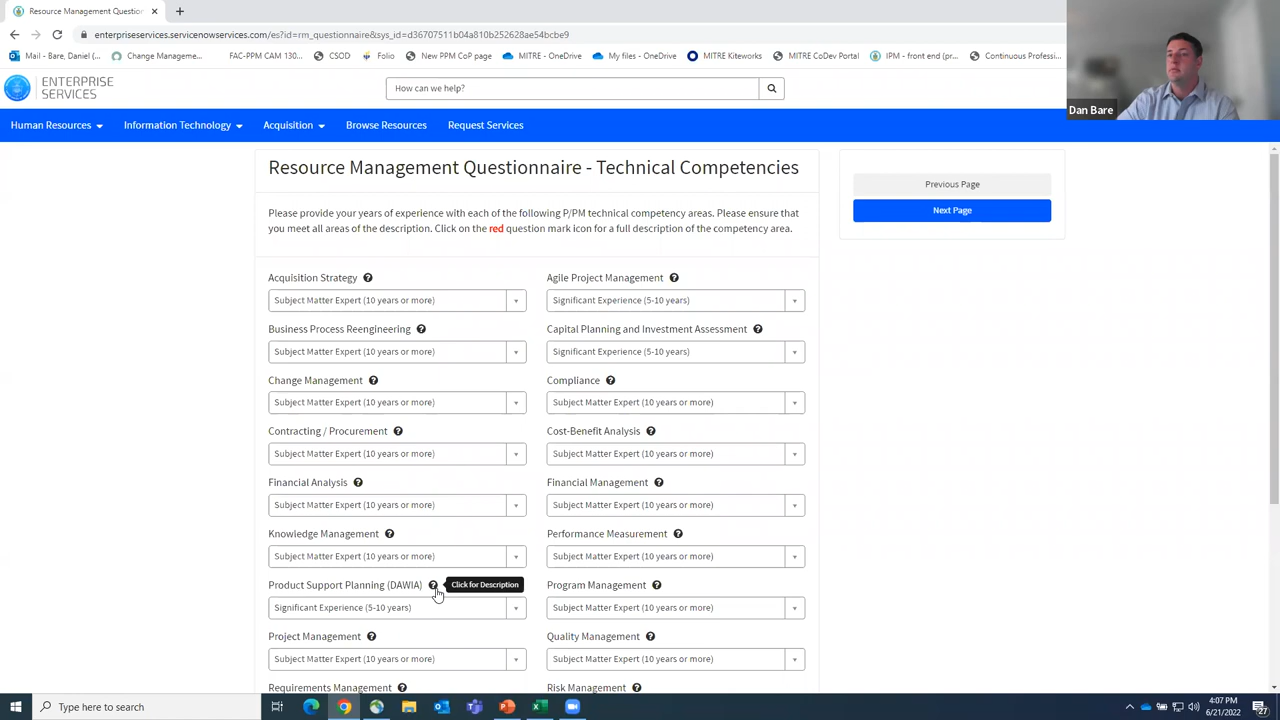 Resource Management Question
enterpriseservices.servicenowservices.com/es?id=rm_questionnaire&sys_id=d36707511b04a810b252628ae54bcbe9
Mail - Bare, Daniel (... Change Manageme... FAC-PPM CAM 130... CSOD Folio New PPM CoP page MITRE - OneDrive My files - OneDrive MITRE Kiteworks MITRE CoDev Portal IPM - front end (pr... Continuous Profession...
Dan Bare
ENTERPRISE
SERVICES
How can we help?
Human Resources Information Technology Acquisition Browse Resources Request Services
Resource Management Questionnaire - Technical Competencies
Previous Page
Next Page
Please provide your years of experience with each of the following P/PM technical competency areas. Please ensure that
you meet all areas of the description. Click on the red question mark icon for a full description of the competency area.
Acquisition Strategy Agile Project Management
Subject Matter Expert (10 years or more) Significant Experience (5-10 years)
Business Process Reengineering Capital Planning and Investment Assessment
Subject Matter Expert (10 years or more) Significant Experience (5-10 years)
Change Management Compliance
Subject Matter Expert (10 years or more) Subject Matter Expert (10 years or more)
Contracting / Procurement Cost-Benefit Analysis
Subject Matter Expert (10 years or more) Subject Matter Expert (10 years or more)
Financial Analysis Financial Management
Subject Matter Expert (10 years or more) Subject Matter Expert (10 years or more)
Knowledge Management Performance Measurement
Subject Matter Expert (10 years or more) Subject Matter Expert (10 years or more)
Product Support Planning (DAWIA) Click for Description Program Management
Significant Experience (5-10 years) Subject Matter Expert (10 years or more)
Project Management Quality Management
Subject Matter Expert (10 years or more) Subject Matter Expert (10 years or more)
Requirements Management Risk Management
Type here to search
4:07 PM
6/21/2022
27